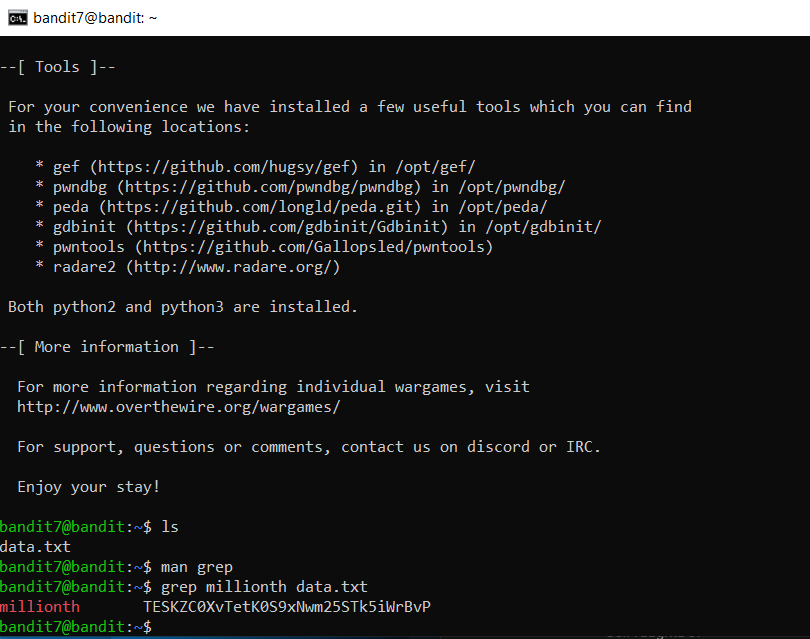 bandit7@bandit: ~
--[ Tools ]--
For your convenience we have installed a few useful tools which you can find
in the following locations:
* gef (https://github.com/hugsy/gef) in /opt/gef/
* pwndbg (https://github.com/pwndbg/pwndbg) in /opt/pwndbg/
* peda (https://github.com/longld/peda.git) in /opt/peda/
* gdbinit (https://github.com/gdbinit/Gdbinit) in /opt/gdbinit/
* pwntools (https://github.com/Gallopsled/pwntools)
* radare2 (http://www.radare.org/)
Both python2 and python3 are installed.
--[ More information ]--
For more information regarding individual wargames, visit
http://www.overthewire.org/wargames/
For support, questions or comments, contact us on discord or IRC.
Enjoy your stay!
bandit7@bandit:~$ ls
data.txt
bandit7@bandit:~$ man grep
bandit7@bandit:~$ grep millionth data.txt
millionth TESKZC0XvTetK0S9xNwm25STk5iWrBvP
bandit7@bandit:~$